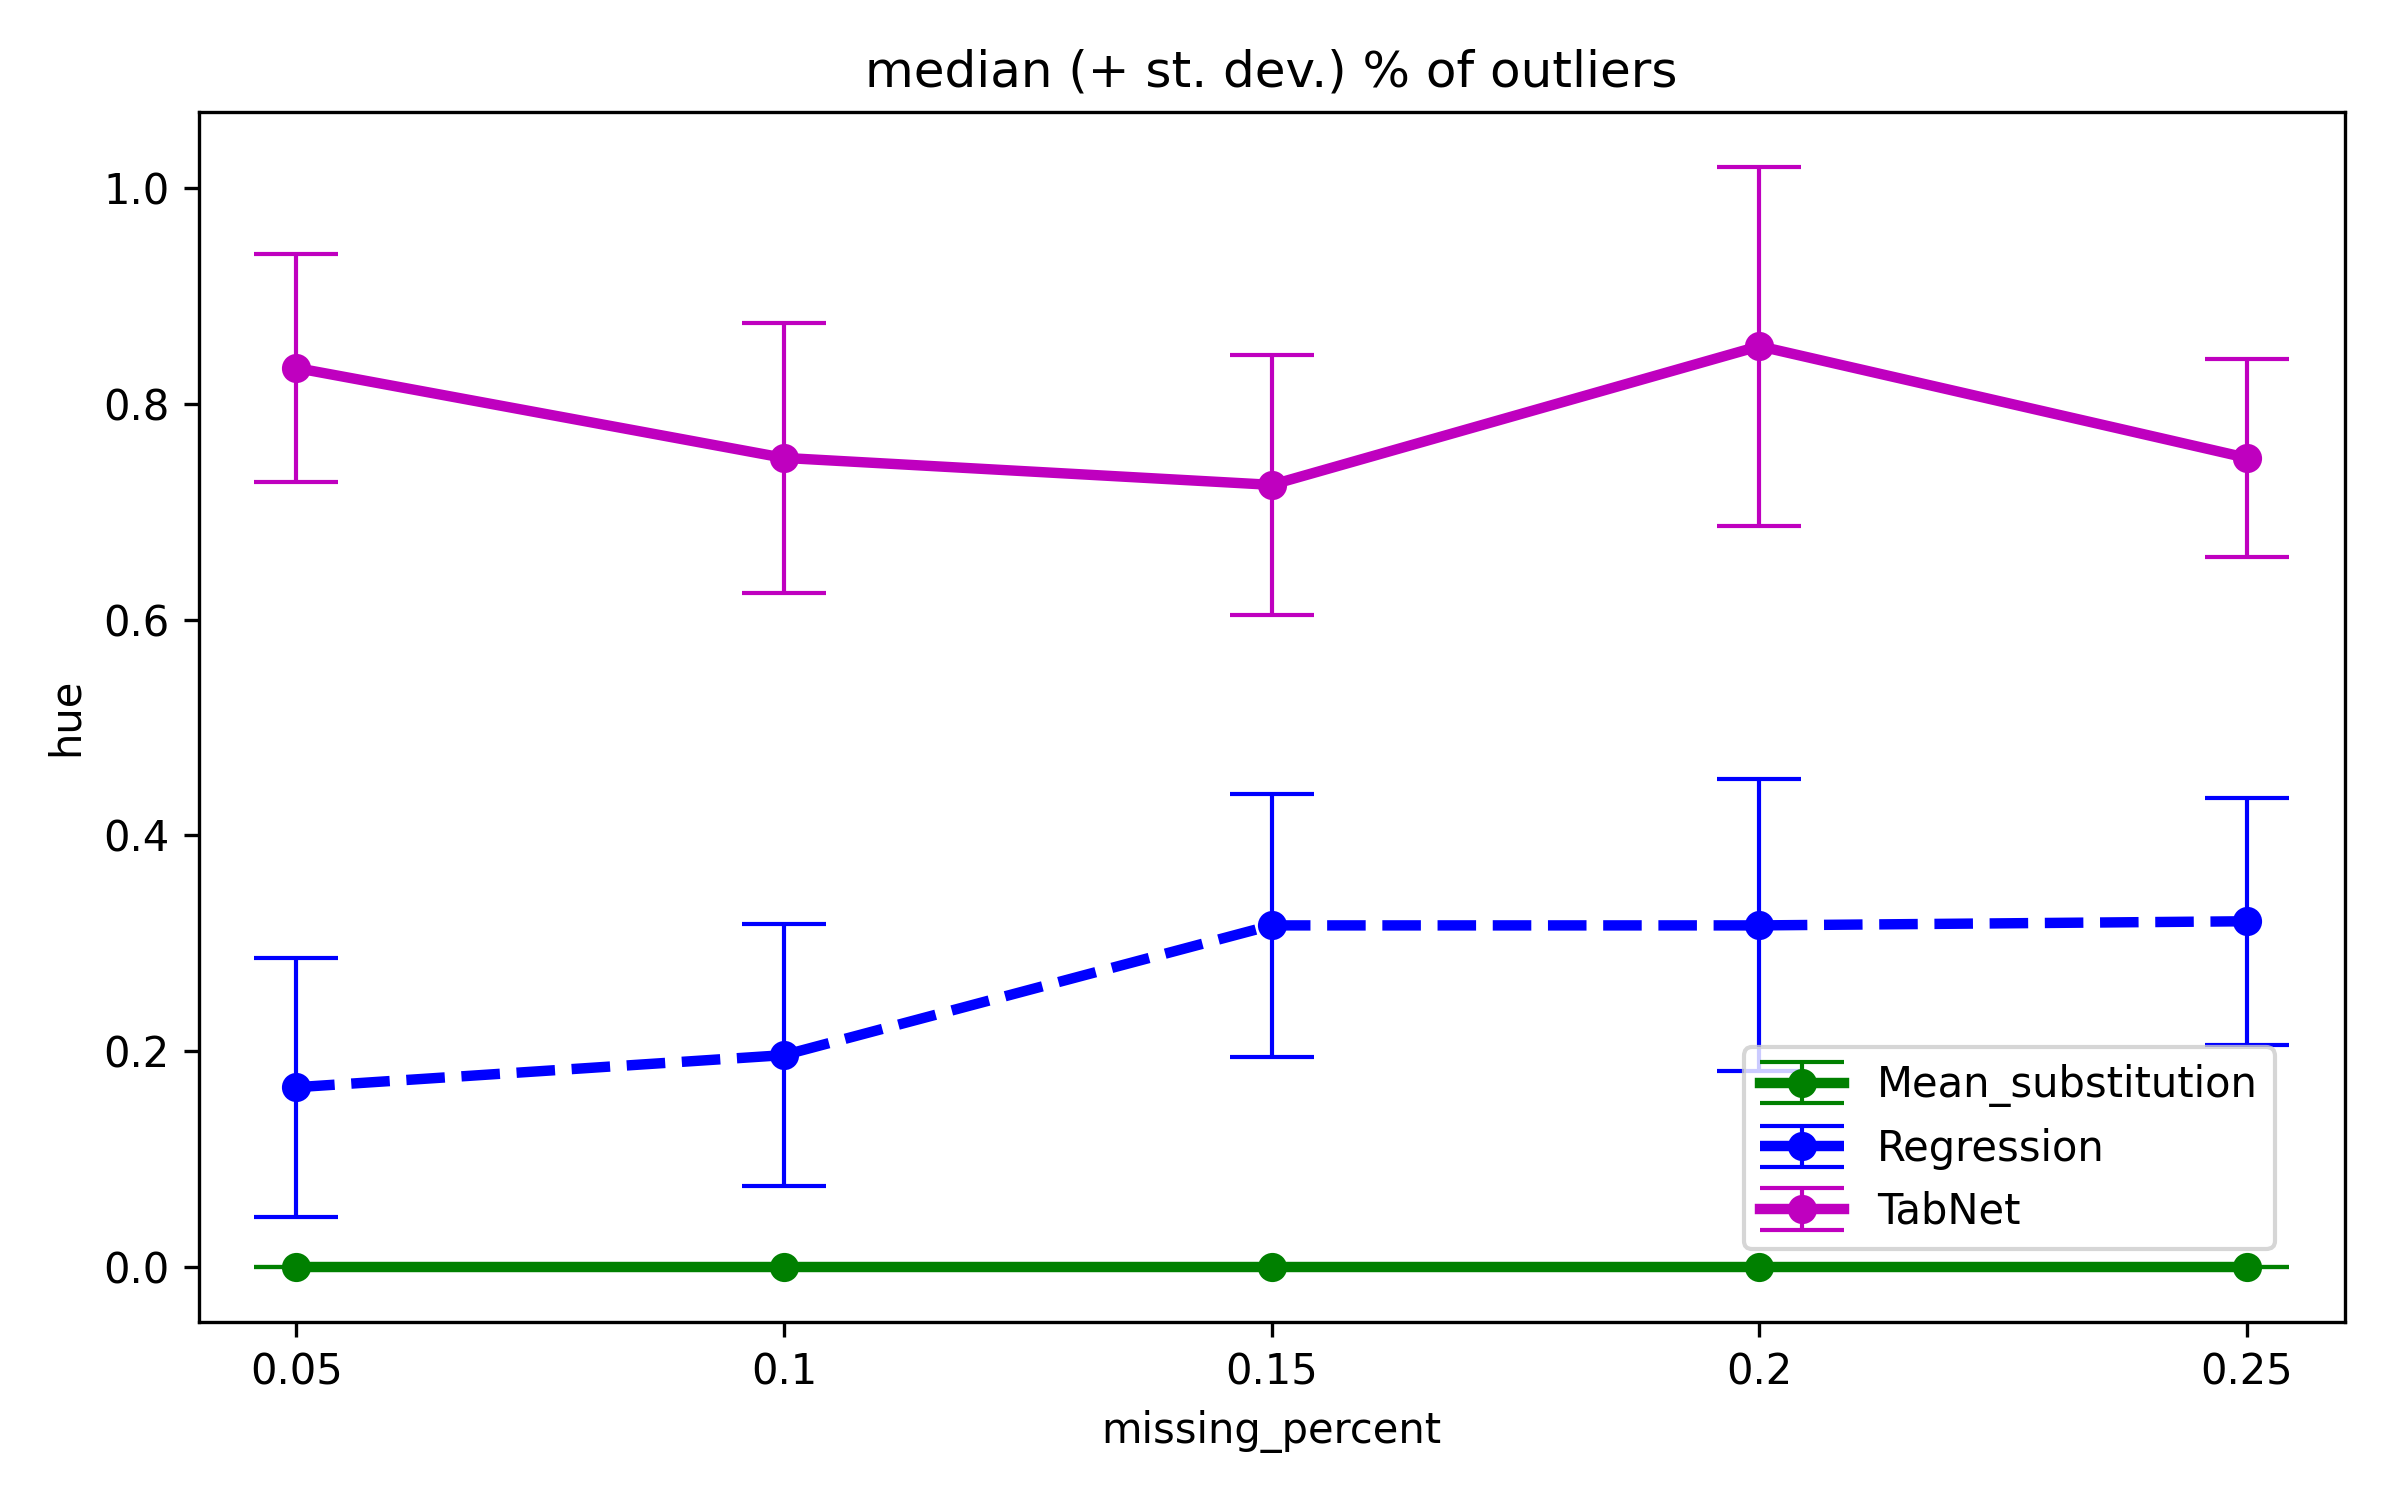 median (+ st. dev.) % of outliers
1.0
0.8
0.6
0.4
0.2
0.0
hue
Mean_substitution
Regression
TabNet
0.05 0.1 0.15 0.2 0.25
missing_percent